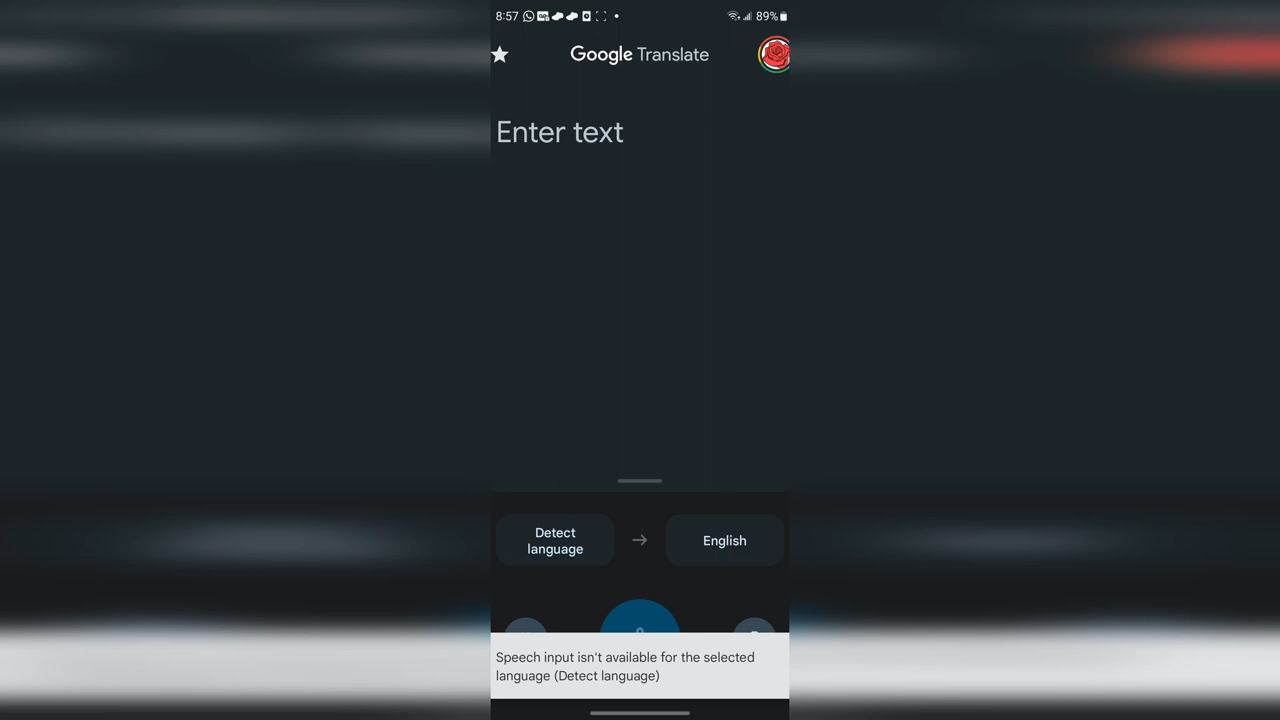 8:57 89%
Google Translate
Enter text
Detect
language
English
Speech input isn't available for the selected
language (Detect language)